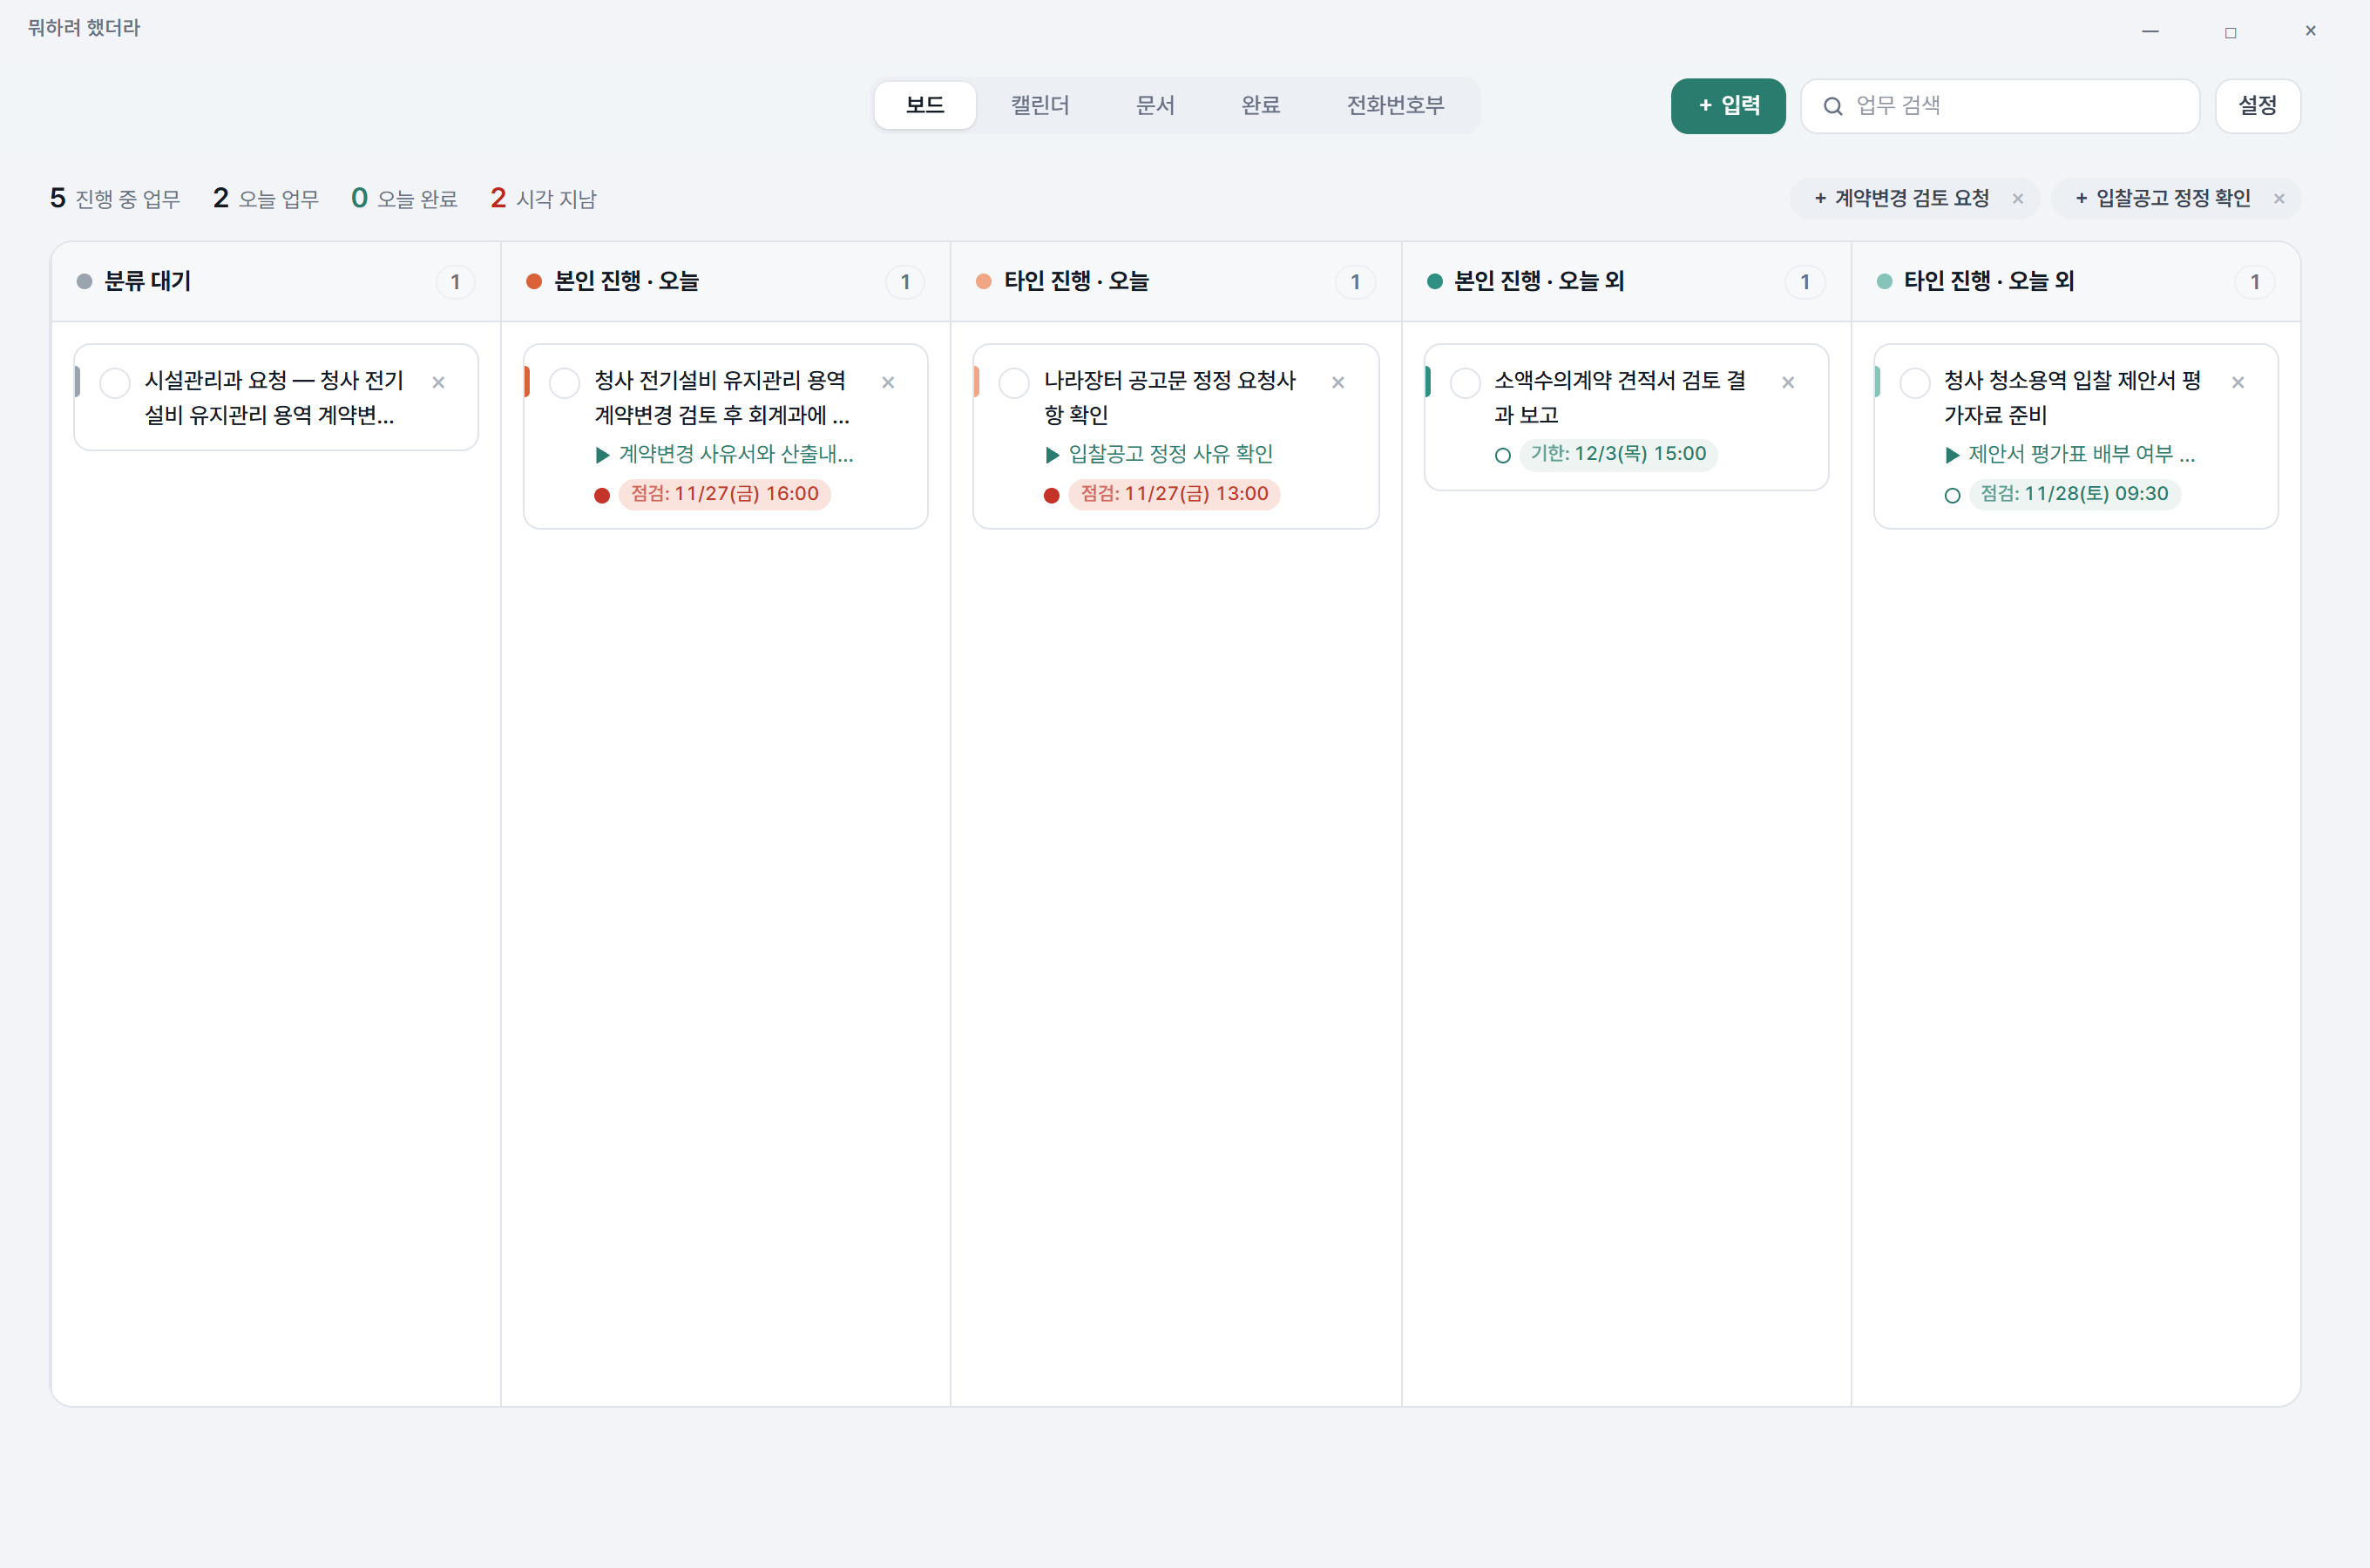 뭐하려 했더라
보드 캘린더 문서 완료 전화번호부
+ 입력
업무 검색
설정
5 진행 중 업무 2 오늘 업무 0 오늘 완료 2 시각 지남
+ 계약변경 검토 요청 ×
+ 입찰공고 정정 확인 ×
분류 대기 1
시설관리과 요청 — 청사 전기
설비 유지관리 용역 계약변...
본인 진행 · 오늘 1
청사 전기설비 유지관리 용역
계약변경 검토 후 회계과에 ...
▶ 계약변경 사유서와 산출내...
점검: 11/27(금) 16:00
타인 진행 · 오늘 1
나라장터 공고문 정정 요청사
항 확인
▶ 입찰공고 정정 사유 확인
점검: 11/27(금) 13:00
본인 진행 · 오늘 외 1
소액수의계약 견적서 검토 결
과 보고
기한: 12/3(목) 15:00
타인 진행 · 오늘 외 1
청사 청소용역 입찰 제안서 평
가자료 준비
▶ 제안서 평가표 배부 여부 ...
점검: 11/28(토) 09:30